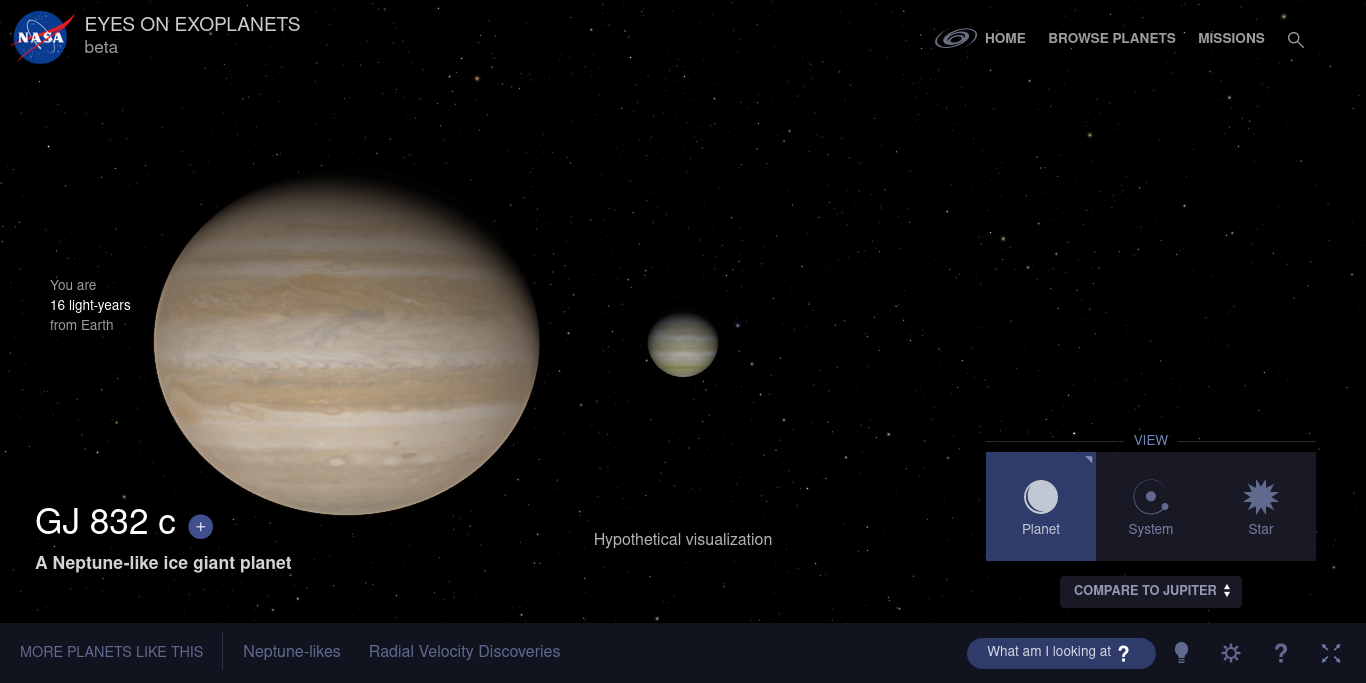 NASA
EYES ON EXOPLANETS
beta
HOME
BROWSE PLANETS
MISSIONS
You are
16 light-years
from Earth
GJ 832 c +
A Neptune-like ice giant planet
Hypothetical visualization
VIEW
Planet
System
Star
COMPARE TO JUPITER
MORE PLANETS LIKE THIS
Neptune-likes
Radial Velocity Discoveries
What am I looking at ?
?